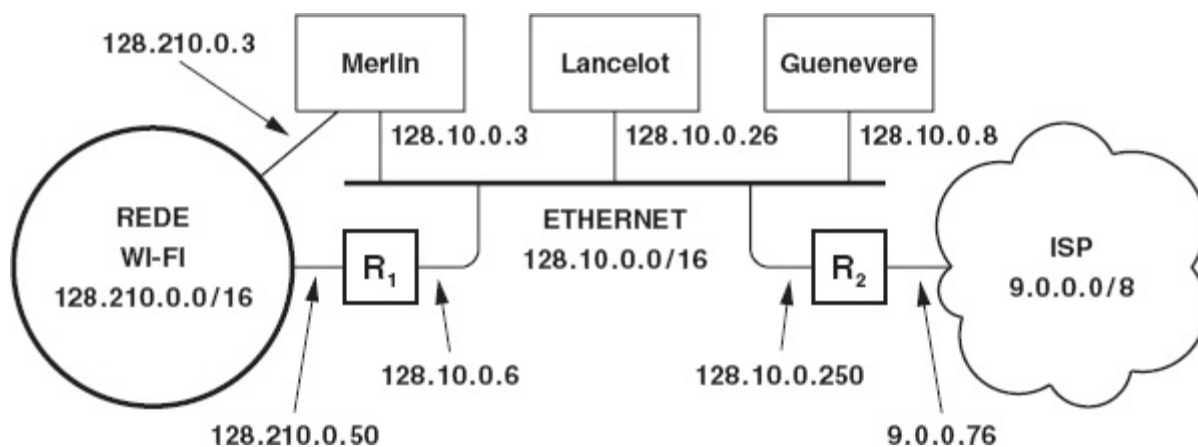 128.210.0.3
Merlin
Lancelot
Guenevere
128.10.0.3
128.10.0.26
128.10.0.8
REDE
WI-FI
128.210.0.0/16
R1
ETHERNET
128.10.0.0/16
R2
ISP
9.0.0.0/8
128.10.0.6
128.10.0.250
128.210.0.50
9.0.0.76